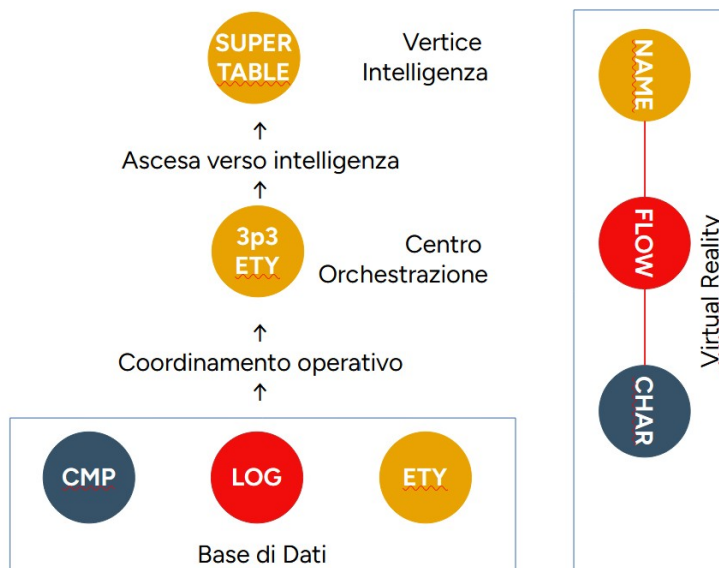 SUPER
TABLE
Vertice
Intelligenza
↑
Ascesa verso intelligenza
↑
3p3
ETY
Centro
Orchestrazione
↑
Coordinamento operativo
↑
CMP
LOG
ETY
Base di Dati
NAME
FLOW
CHAR
Virtual Reality